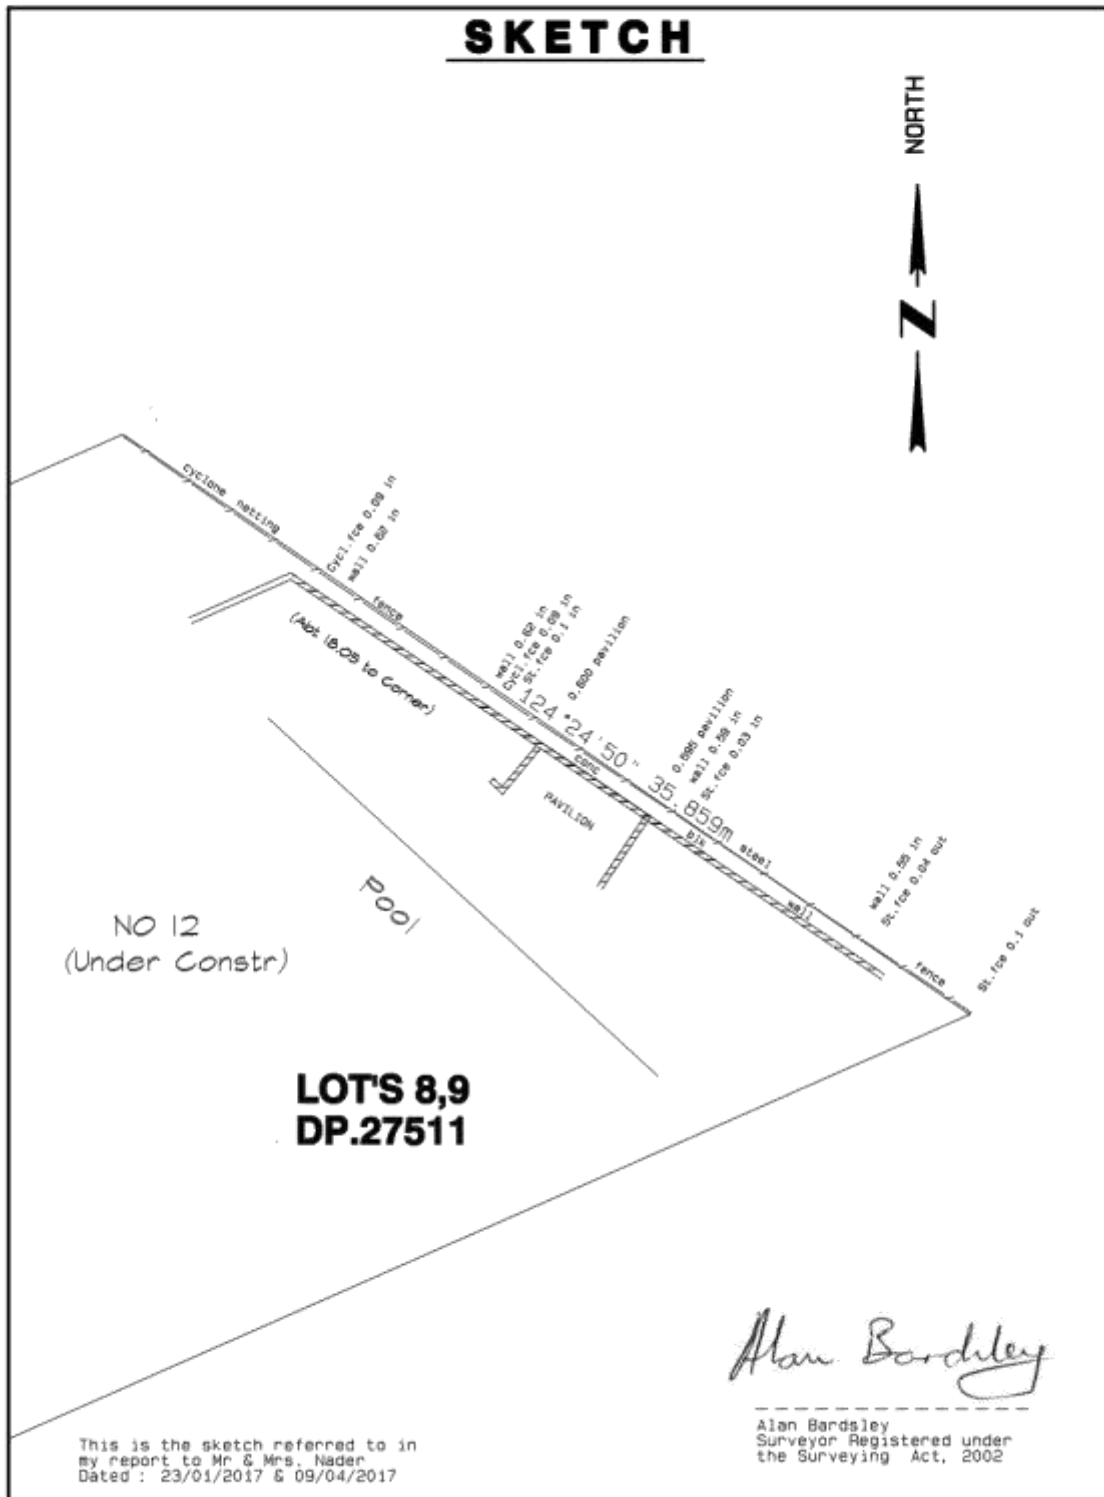 SKETCH
NORTH
N
cyclone netting
Cycl.fce 0.09 in
wall 0.62 in
fence
(Abt 18.05 to Corner)
wall 0.62 in
Cycl.fce 0.09 in
St.fce 0.1 in
0.600 pavilion
124°24'50"
35.859m
0.595 pavilion
wall 0.59 in
St.fce 0.03 in
conc
PAVILION
blk
steel
wall
wall 0.55 in
St.fce 0.04 out
fence
St.fce 0.1 out
Pool
NO 12
(Under Constr)
LOT'S 8,9
DP.27511
Alan Bardsley
Alan Bardsley
Surveyor Registered under
the Surveying Act, 2002
This is the sketch referred to in
my report to Mr & Mrs. Nader
Dated : 23/01/2017 & 09/04/2017